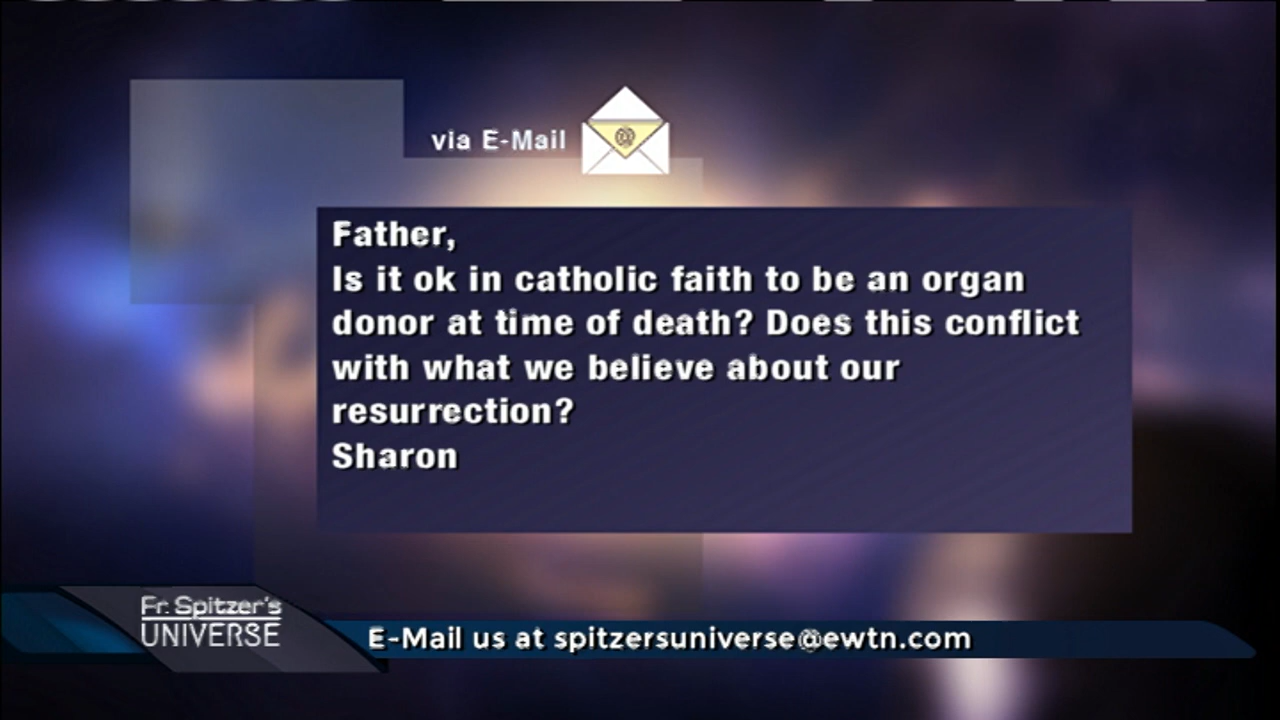 via E-Mail
@
Father,
Is it ok in catholic faith to be an organ
donor at time of death? Does this conflict
with what we believe about our
resurrection?
Sharon
Fr. Spitzer's
UNIVERSE
E-Mail us at spitzersuniverse@ewtn.com